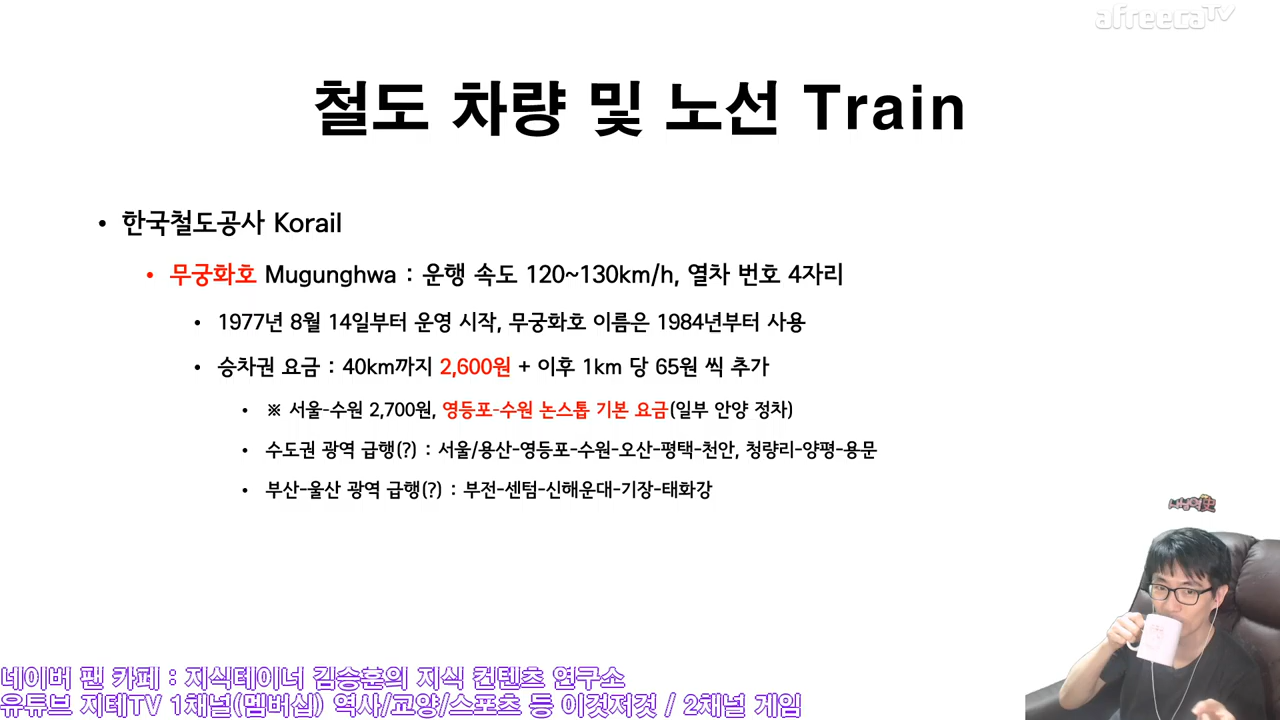 afreecaTV
철도 차량 및 노선 Train
• 한국철도공사 Korail
• 무궁화호 Mugunghwa : 운행 속도 120~130km/h, 열차 번호 4자리
• 1977년 8월 14일부터 운영 시작, 무궁화호 이름은 1984년부터 사용
• 승차권 요금 : 40km까지 2,600원 + 이후 1km 당 65원 씩 추가
• ※ 서울-수원 2,700원, 영등포-수원 논스톱 기본 요금(일부 안양 정차)
• 수도권 광역 급행(?) : 서울/용산-영등포-수원-오산-평택-천안, 청량리-양평-용문
• 부산-울산 광역 급행(?) : 부전-센텀-신해운대-기장-태화강
네이버 팬 카페 : 지식테이너 김승훈의 지식 컨텐츠 연구소
유튜브 지테TV 1채널(멤버십) 역사/교양/스포츠 등 이것저것 / 2채널 게임